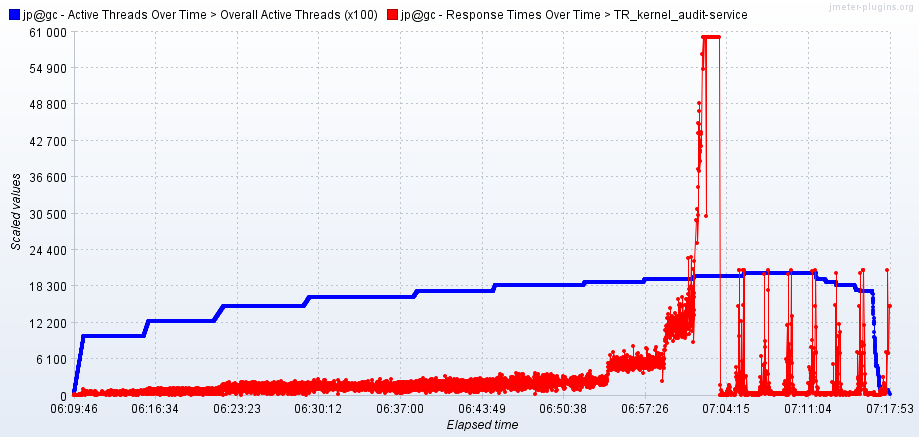 jp@gc - Active Threads Over Time > Overall Active Threads (x100) jp@gc - Response Times Over Time > TR_kernel_audit-service
jmeter-plugins.org
61 000
54 900
48 800
42 700
36 600
30 500
24 400
18 300
12 200
6 100
0
Scaled values
06:09:46 06:16:34 06:23:23 06:30:12 06:37:00 06:43:49 06:50:38 06:57:26 07:04:15 07:11:04 07:17:53
Elapsed time